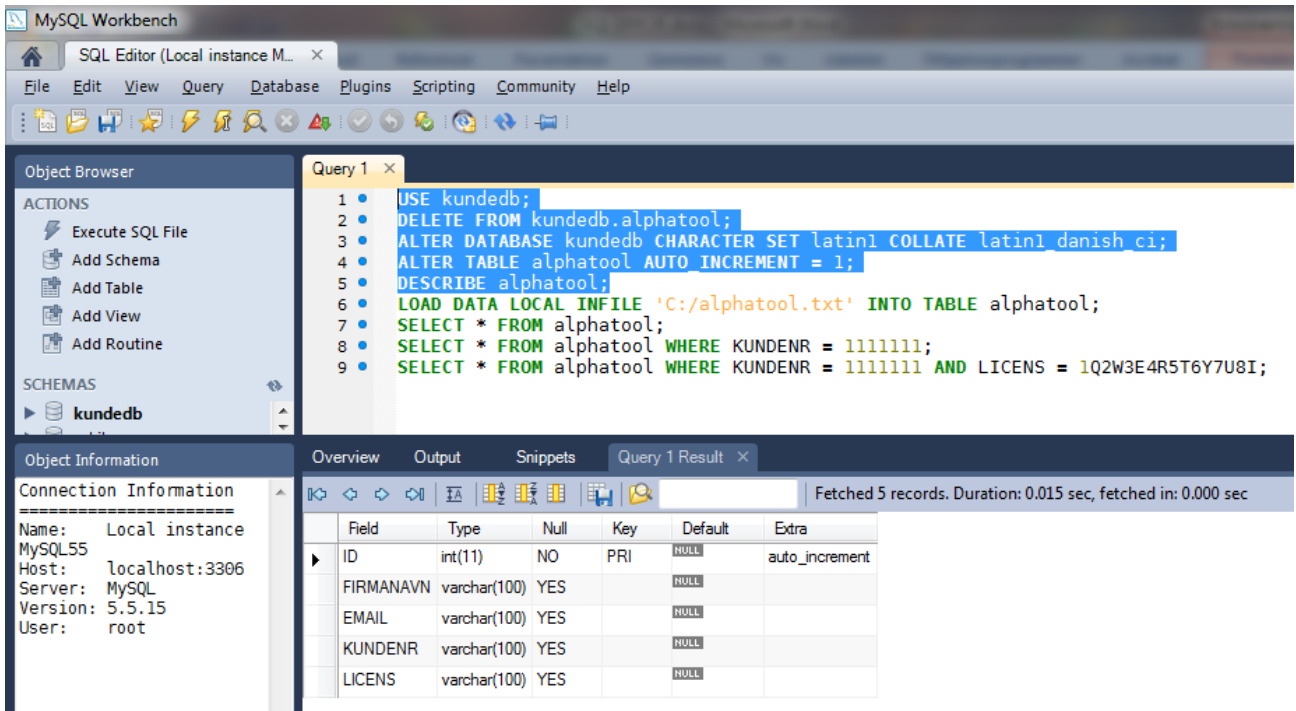 MySQL Workbench
SQL Editor (Local instance M...
File Edit View Query Database Plugins Scripting Community Help
Object Browser
ACTIONS
Execute SQL File
Add Schema
Add Table
Add View
Add Routine
SCHEMAS
kundedb
Query 1
1 USE kundedb;
2 DELETE FROM kundedb.alphatool;
3 ALTER DATABASE kundedb CHARACTER SET latin1 COLLATE latin1_danish_ci;
4 ALTER TABLE alphatool AUTO_INCREMENT = 1;
5 DESCRIBE alphatool;
6 LOAD DATA LOCAL INFILE 'C:/alphatool.txt' INTO TABLE alphatool;
7 SELECT * FROM alphatool;
8 SELECT * FROM alphatool WHERE KUNDENR = 1111111;
9 SELECT * FROM alphatool WHERE KUNDENR = 1111111 AND LICENS = 1Q2W3E4R5T6Y7U8I;
Object Information
Connection Information
======================
Name: Local instance
MySQL55
Host: localhost:3306
Server: MySQL
Version: 5.5.15
User: root
Overview Output Snippets Query 1 Result
Fetched 5 records. Duration: 0.015 sec, fetched in: 0.000 sec
Field Type Null Key Default Extra
ID int(11) NO PRI NULL auto_increment
FIRMANAVN varchar(100) YES NULL
EMAIL varchar(100) YES NULL
KUNDENR varchar(100) YES NULL
LICENS varchar(100) YES NULL